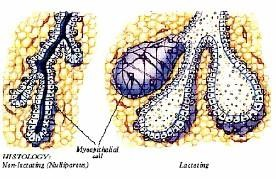 Myoepithelial
cell
HISTOLOGY:
Non-lactating (Nulliparous)
Lactating